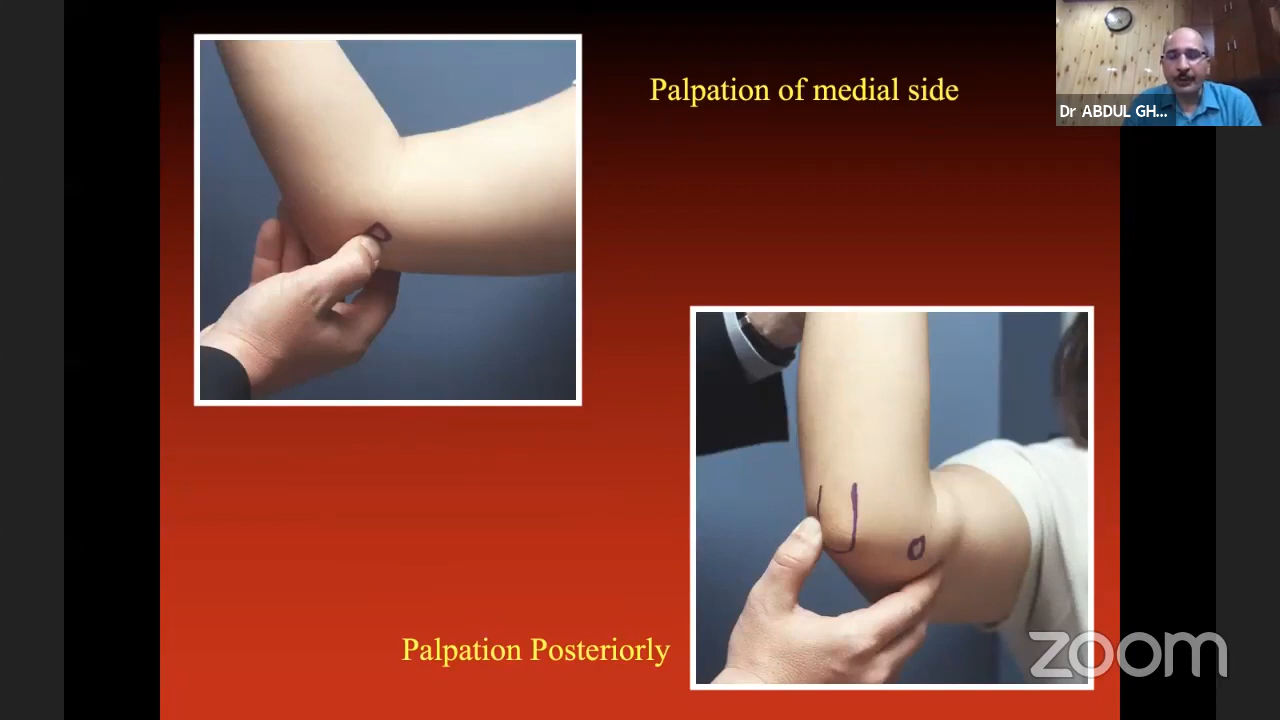 Palpation of medial side
Dr ABDUL GH...
Palpation Posteriorly
zoom